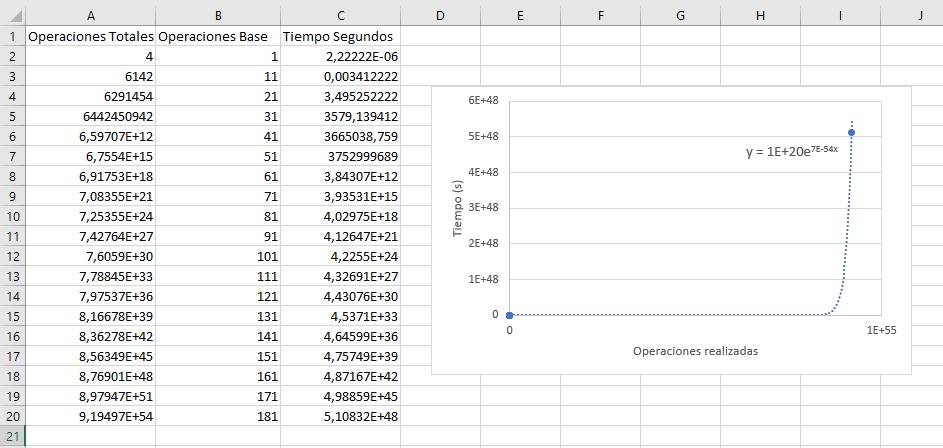 A B C D E F G H I J
1 Operaciones Totales Operaciones Base Tiempo Segundos
2 4 1 2,22222E-06
3 6142 11 0,003412222
4 6291454 21 3,495252222
5 6442450942 31 3579,139412
6 6,59707E+12 41 3665038,759
7 6,7554E+15 51 3752999689
8 6,91753E+18 61 3,84307E+12
9 7,08355E+21 71 3,93531E+15
10 7,25355E+24 81 4,02975E+18
11 7,42764E+27 91 4,12647E+21
12 7,6059E+30 101 4,2255E+24
13 7,78845E+33 111 4,32691E+27
14 7,97537E+36 121 4,43076E+30
15 8,16678E+39 131 4,5371E+33
16 8,36278E+42 141 4,64599E+36
17 8,56349E+45 151 4,75749E+39
18 8,76901E+48 161 4,87167E+42
19 8,97947E+51 171 4,98859E+45
20 9,19497E+54 181 5,10832E+48
21
6E+48
5E+48
y = 1E+20e^7E-54x
4E+48
3E+48
2E+48
1E+48
0
Tiempo (s)
0 1E+55
Operaciones realizadas